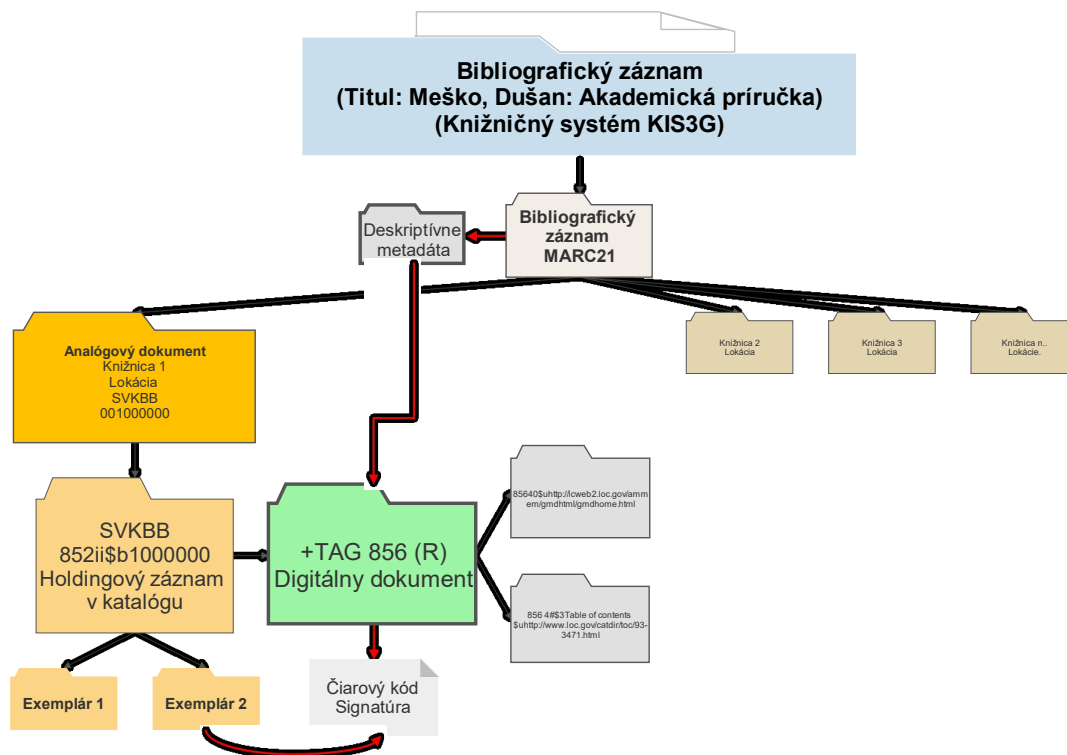 Bibliografický záznam
(Titul: Meško, Dušan: Akademická príručka)
(Knižničný systém KIS3G)
Bibliografický
záznam
MARC21
Deskriptívne
metadáta
Analógový dokument
Knižnica 1
Lokácia
SVKBB
001000000
Knižnica 2
Lokácia
Knižnica 3
Lokácia
Knižnica n..
Lokácie.
SVKBB
852ii$b1000000
Holdingový záznam
v katalógu
+TAG 856 (R)
Digitálny dokument
85640$uhttp://lcweb2.loc.gov/amm
em/gmdhtml/gmdhome.html
856 4#$3Table of contents
$uhttp://www.loc.gov/catdir/toc/93-
3471.html
Exemplár 1
Exemplár 2
Čiarový kód
Signatúra